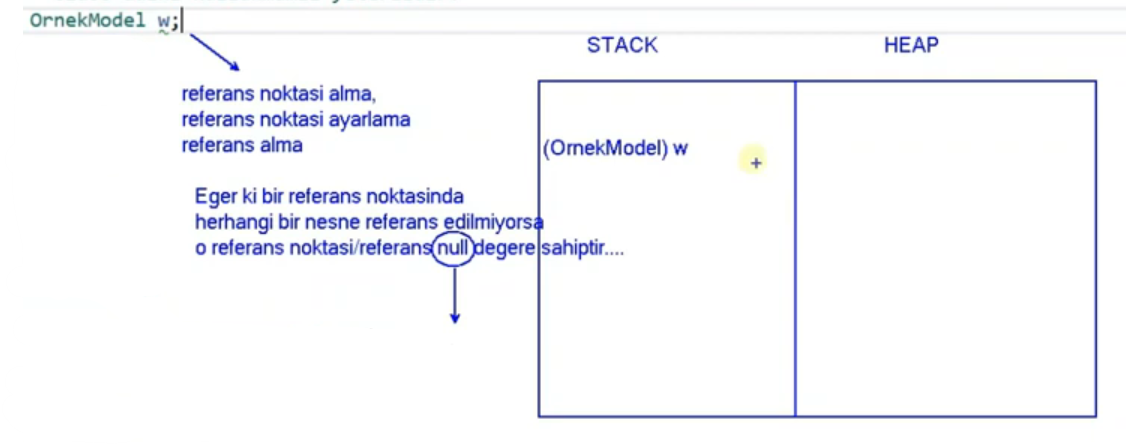 OrnekModel w;
STACK
HEAP
referans noktasi alma,
referans noktasi ayarlama
referans alma
(OrnekModel) w
Eger ki bir referans noktasinda
herhangi bir nesne referans edilmiyorsa
o referans noktasi/referans null degere sahiptir....